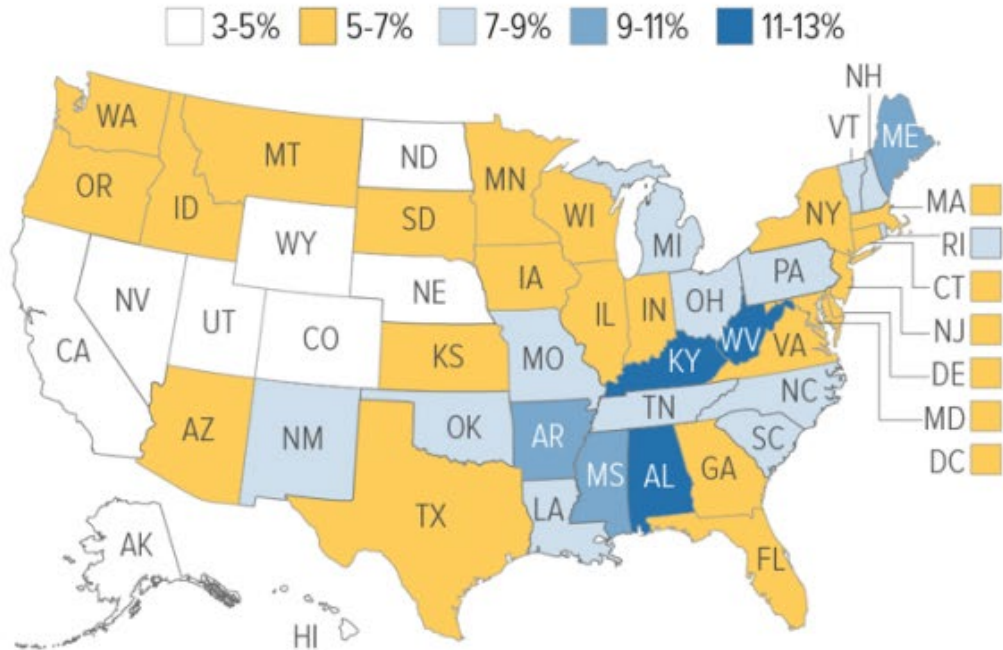 3-5% 5-7% 7-9% 9-11% 11-13%
NH
VT
ME
WA
MT
ND
MN
OR
ID
SD
WI
NY
MA
WY
MI
RI
IA
PA
NE
CT
NV
OH
IL
IN
UT
NJ
CO
WV
VA
CA
KS
MO
KY
DE
NC
TN
MD
AZ
OK
NM
AR
SC
DC
MS
AL
GA
LA
TX
AK
FL
HI